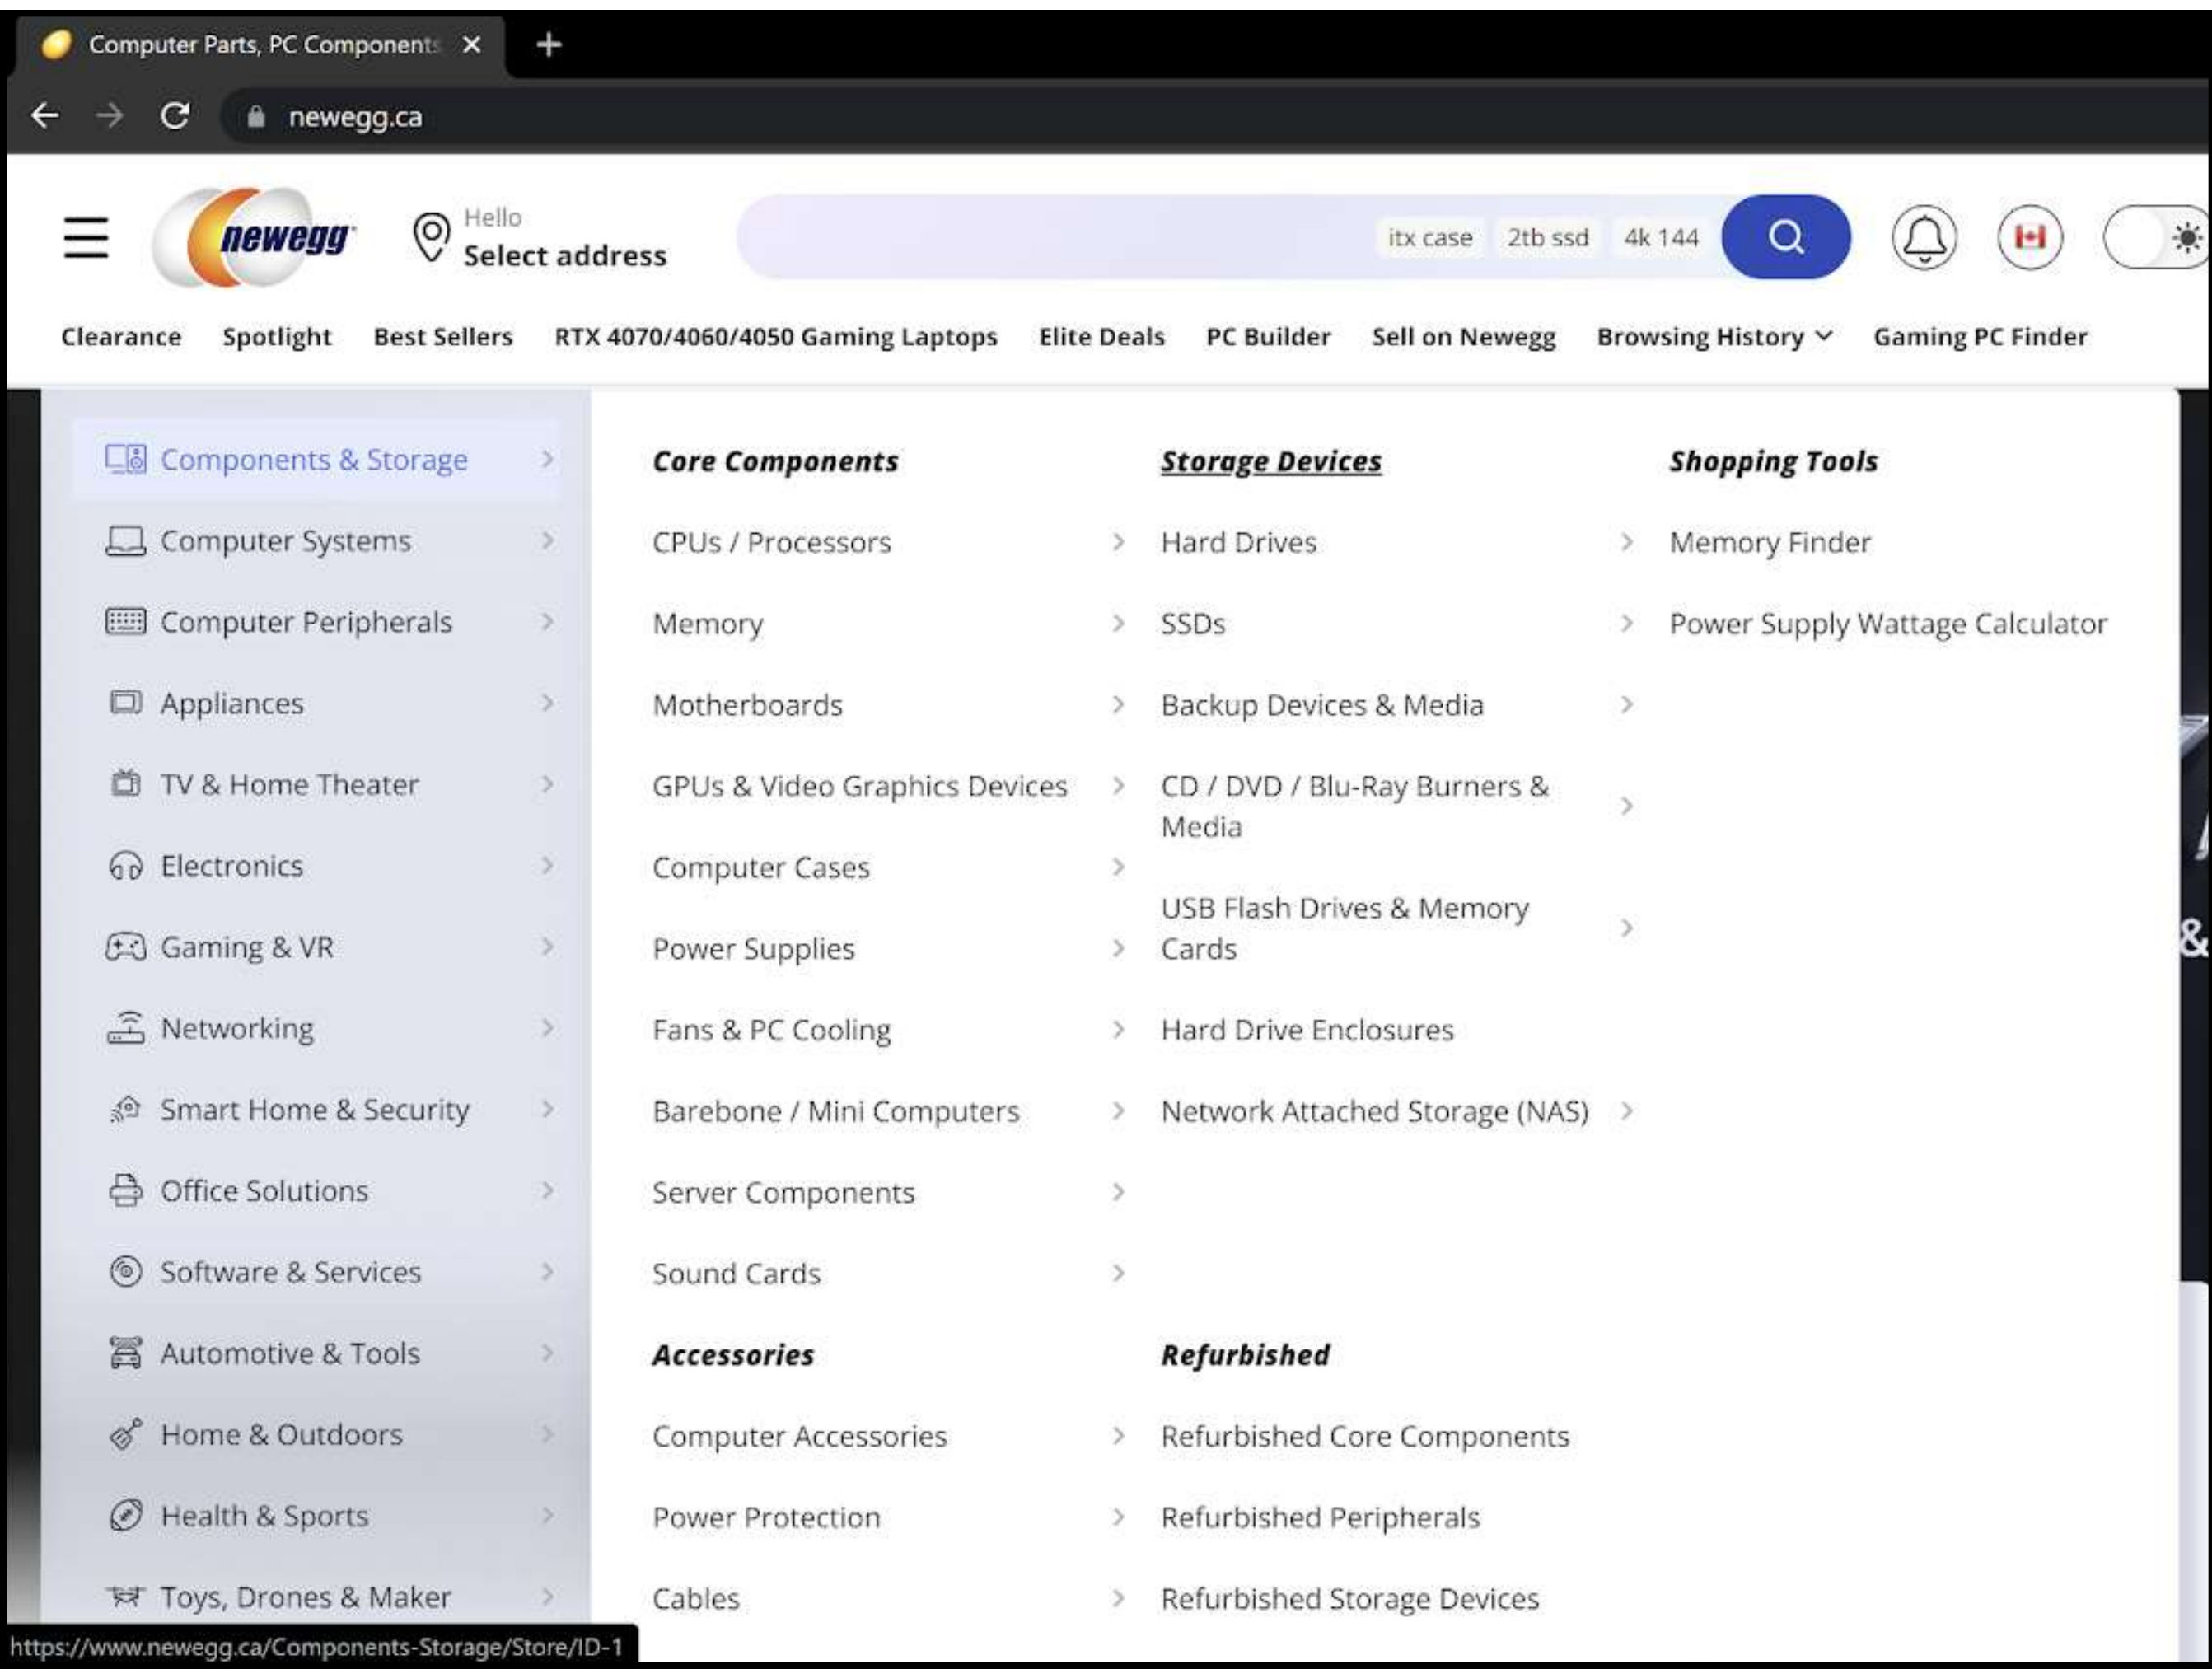 Computer Parts, PC Components
newegg.ca
newegg
Hello
Select address
itx case 2tb ssd 4k 144
Clearance Spotlight Best Sellers RTX 4070/4060/4050 Gaming Laptops Elite Deals PC Builder Sell on Newegg Browsing History Gaming PC Finder
Components & Storage
Computer Systems
Computer Peripherals
Appliances
TV & Home Theater
Electronics
Gaming & VR
Networking
Smart Home & Security
Office Solutions
Software & Services
Automotive & Tools
Home & Outdoors
Health & Sports
Toys, Drones & Maker
Core Components
CPUs / Processors
Memory
Motherboards
GPUs & Video Graphics Devices
Computer Cases
Power Supplies
Fans & PC Cooling
Barebone / Mini Computers
Server Components
Sound Cards
Accessories
Computer Accessories
Power Protection
Cables
Storage Devices
Hard Drives
SSDs
Backup Devices & Media
CD / DVD / Blu-Ray Burners &
Media
USB Flash Drives & Memory
Cards
Hard Drive Enclosures
Network Attached Storage (NAS)
Refurbished
Refurbished Core Components
Refurbished Peripherals
Refurbished Storage Devices
Shopping Tools
Memory Finder
Power Supply Wattage Calculator
&
https://www.newegg.ca/Components-Storage/Store/ID-1